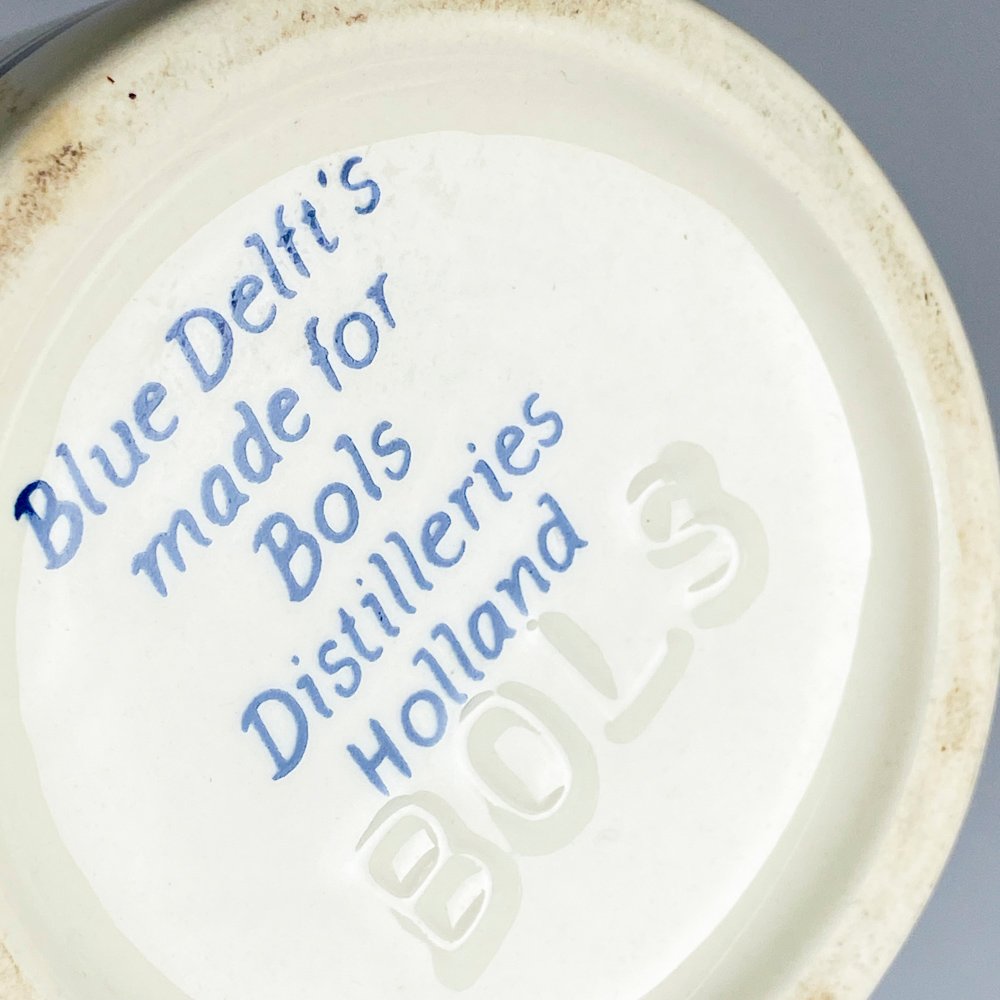 Blue Delft's
made for
Bols
Distilleries
Holland
BOLS